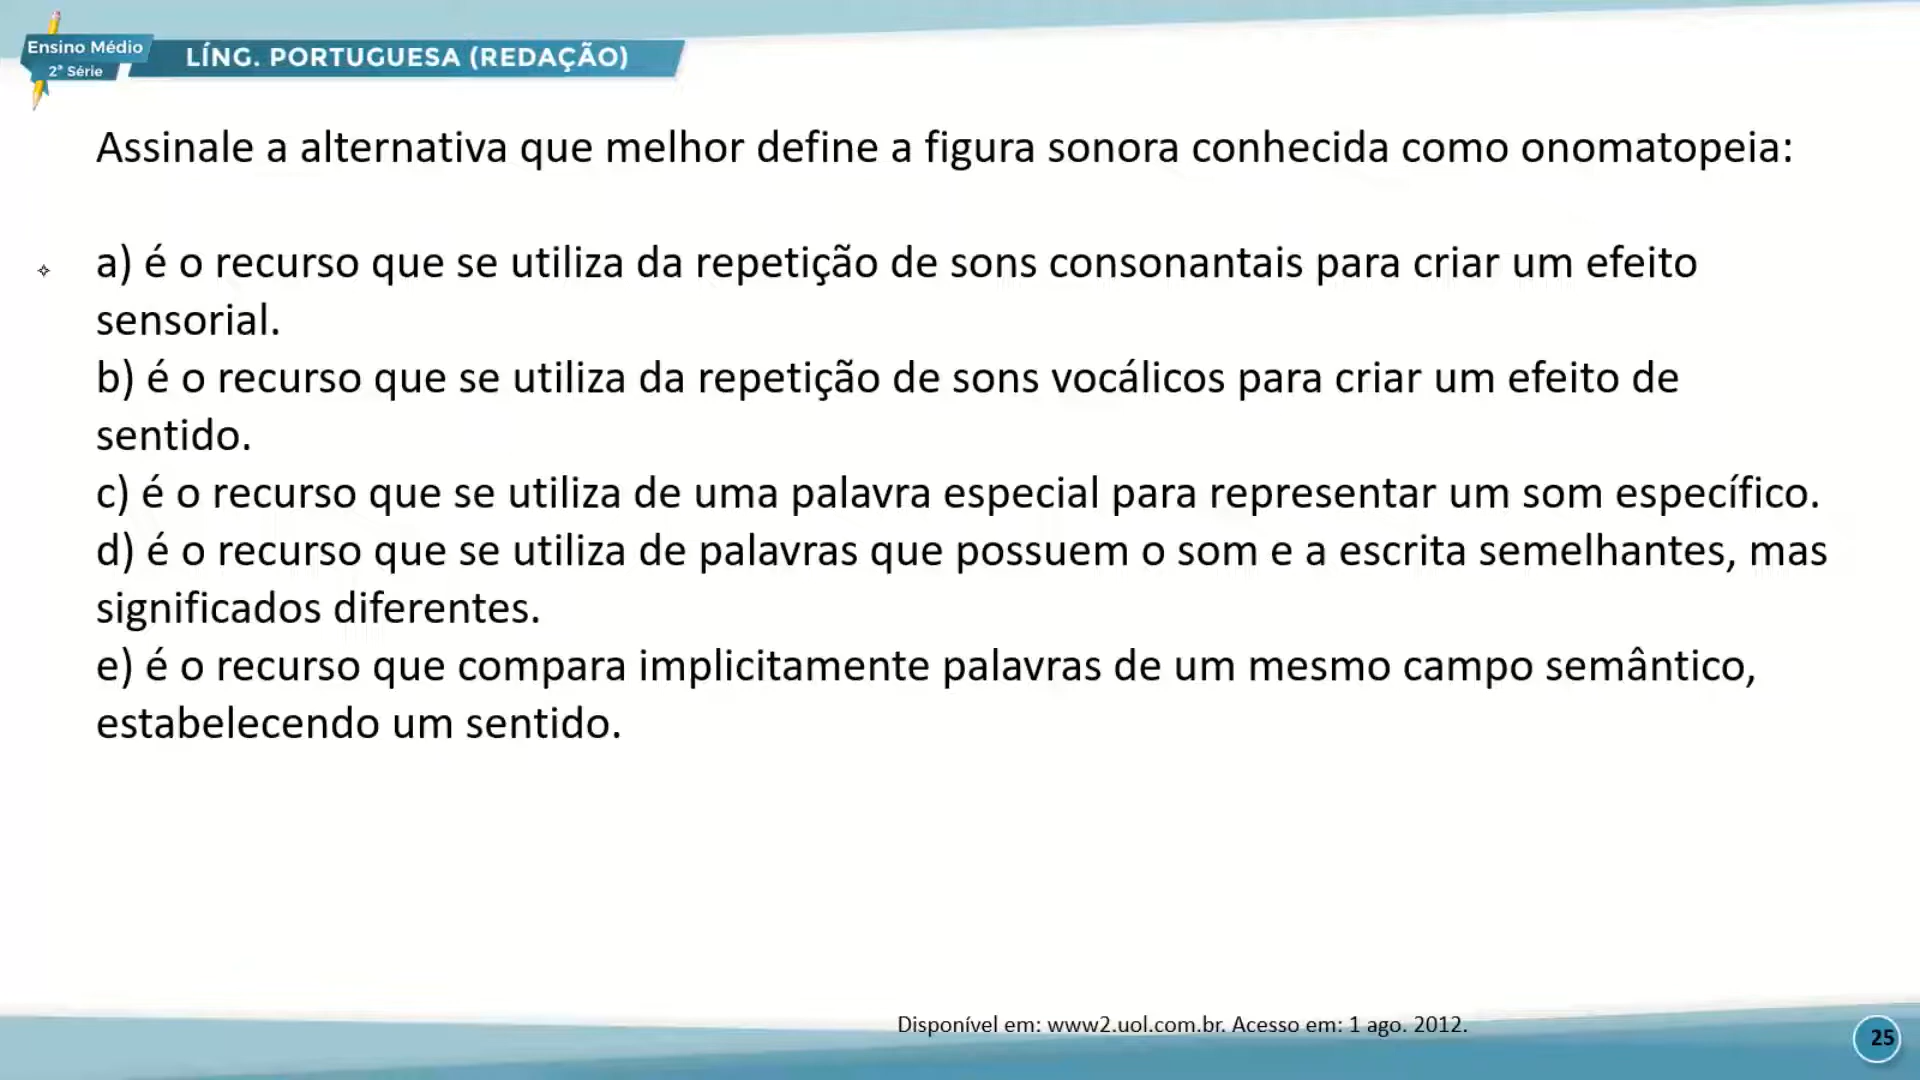 Ensino Médio
2ª Série
LÍNG. PORTUGUESA (REDAÇÃO)
Assinale a alternativa que melhor define a figura sonora conhecida como onomatopeia:
a) é o recurso que se utiliza da repetição de sons consonantais para criar um efeito
sensorial.
b) é o recurso que se utiliza da repetição de sons vocálicos para criar um efeito de
sentido.
c) é o recurso que se utiliza de uma palavra especial para representar um som específico.
d) é o recurso que se utiliza de palavras que possuem o som e a escrita semelhantes, mas
significados diferentes.
e) é o recurso que compara implicitamente palavras de um mesmo campo semântico,
estabelecendo um sentido.
Disponível em: www2.uol.com.br. Acesso em: 1 ago. 2012.
25